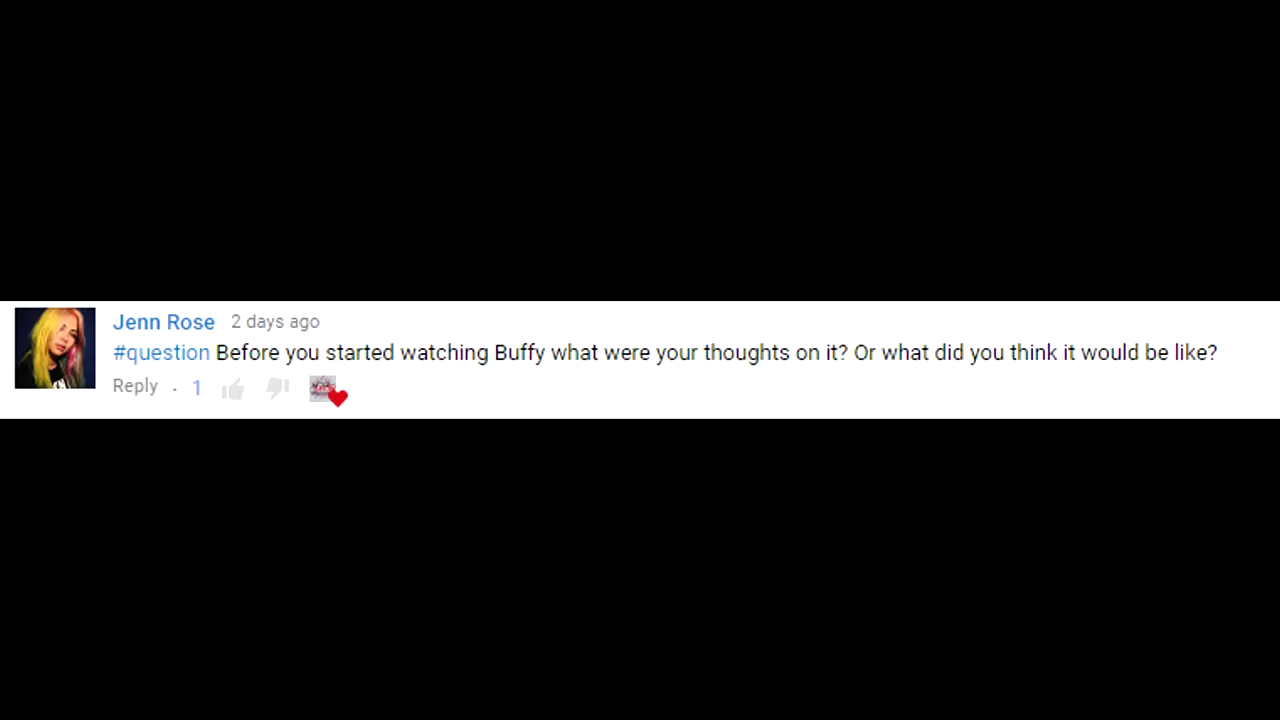 Jenn Rose 2 days ago
#question Before you started watching Buffy what were your thoughts on it? Or what did you think it would be like?
Reply . 1